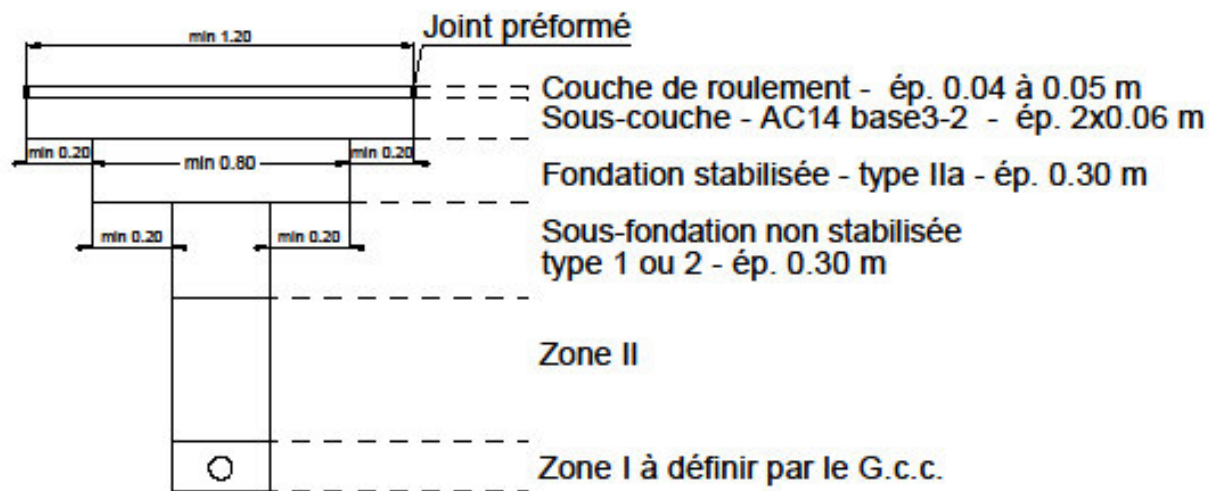 min 1.20
Joint préformé
Couche de roulement - ép. 0.04 à 0.05 m
Sous-couche - AC14 base3-2 - ép. 2x0.06 m
min 0.20
min 0.80
min 0.20
Fondation stabilisée - type IIa - ép. 0.30 m
min 0.20
min 0.20
Sous-fondation non stabilisée
type 1 ou 2 - ép. 0.30 m
Zone II
Zone I à définir par le G.c.c.